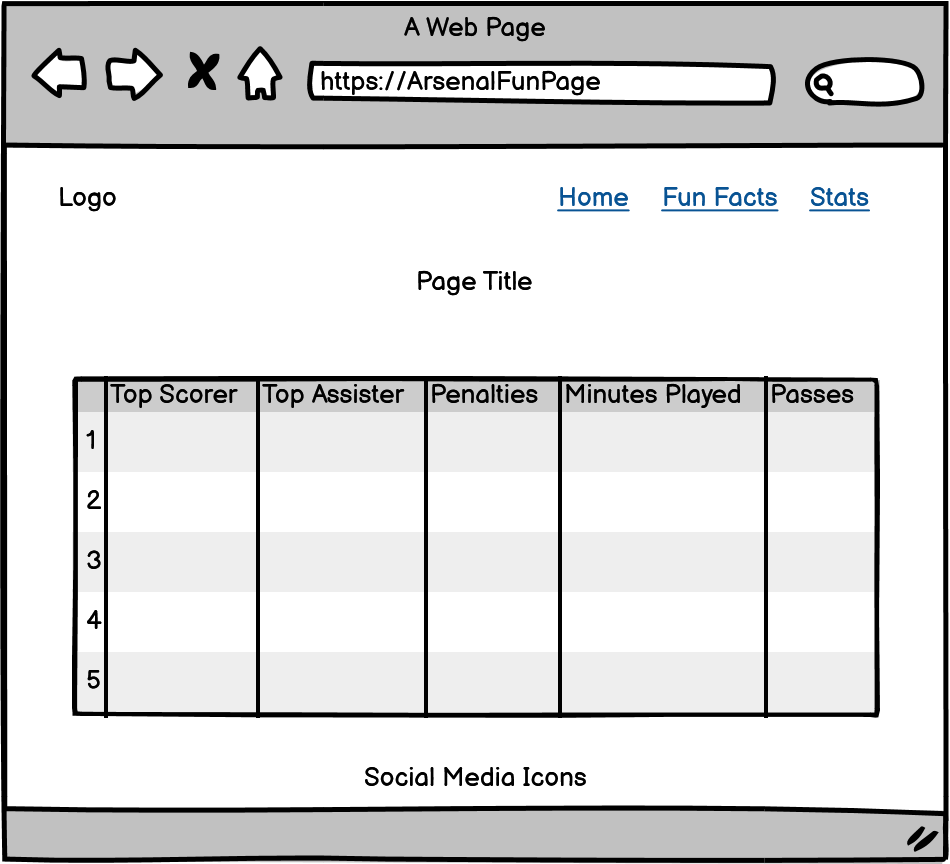 A Web Page
https://ArsenalFunPage
Logo Home Fun Facts Stats
Page Title
Top Scorer Top Assister Penalties Minutes Played Passes
1
2
3
4
5
Social Media Icons